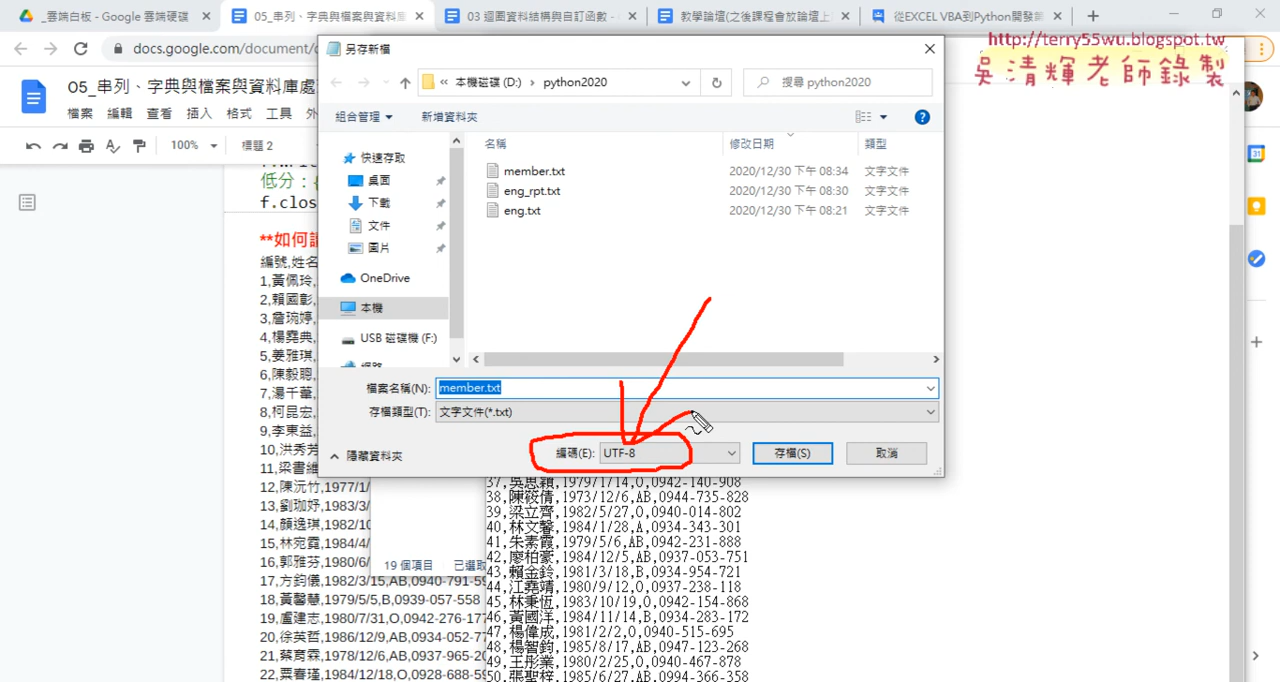 _雲端白板 - Google 雲端硬碟
05_串列、字典與檔案與資料庫
03 迴圈資料結構與自訂函數 -
教學論壇(之後課程會放論壇上
從EXCEL VBA到Python開發
docs.google.com/document/
http://terry55wu.blogspot.tw
吳清輝老師錄製
05_串列、字典與檔案與資料庫處
檔案 編輯 查看 插入 格式 工具
100% 標題 2
低分：
f.clos
**如何
編號,姓名
1,黃佩玲,
2,賴國彰,
3,詹琬婷,
4,楊堯典,
5,姜雅琪,
6,陳毅聰,
7,湯千華,
8,柯昆宏,
9,李東益,
10,洪秀芳
11,梁書維
12,陳沅竹,1977/1/
13,劉珈妤,1983/3/
14,顏逸琪,1982/10
15,林宛霓,1984/4/
16,郭雅芬,1980/6/
17,方鈞儀,1982/3/15,AB,0940-791-59
18,黃馨慧,1979/5/5,B,0939-057-558
19,盧建志,1980/7/31,O,0942-276-177
20,徐英哲,1986/12/9,AB,0934-052-77
21,蔡育霖,1978/12/6,AB,0937-965-20
22,粟春瑾,1984/12/18,O,0928-688-59
另存新檔
« 本機磁碟 (D:) › python2020
搜尋 python2020
組合管理 新增資料夾
快速存取
桌面
下載
文件
圖片
OneDrive
本機
USB 磁碟機 (F:)
網路
名稱 修改日期 類型
member.txt 2020/12/30 下午 08:34 文字文件
eng_rpt.txt 2020/12/30 下午 08:30 文字文件
eng.txt 2020/12/30 下午 08:21 文字文件
檔案名稱(N): member.txt
存檔類型(T): 文字文件(*.txt)
隱藏資料夾
編碼(E): UTF-8
存檔(S)
取消
19 個項目 已選取
37,吳思穎,1979/1/14,O,0942-140-908
38,陳筱倩,1973/12/6,AB,0944-735-828
39,梁立齊,1982/5/27,O,0940-014-802
40,林文馨,1984/1/28,A,0934-343-301
41,朱素霞,1979/5/6,AB,0942-231-888
42,廖柏豪,1984/12/5,AB,0937-053-751
43,賴金鈴,1981/3/18,B,0934-954-721
44,江堯靖,1980/9/12,O,0937-238-118
45,林秉恆,1983/10/19,O,0942-154-868
46,黃國洋,1984/11/14,B,0934-283-172
47,楊偉成,1981/2/2,O,0940-515-695
48,楊智鈞,1985/8/17,AB,0947-123-268
49,王彤業,1980/2/25,O,0940-467-878
50,張聖梓,1985/6/27,AB,0994-366-358